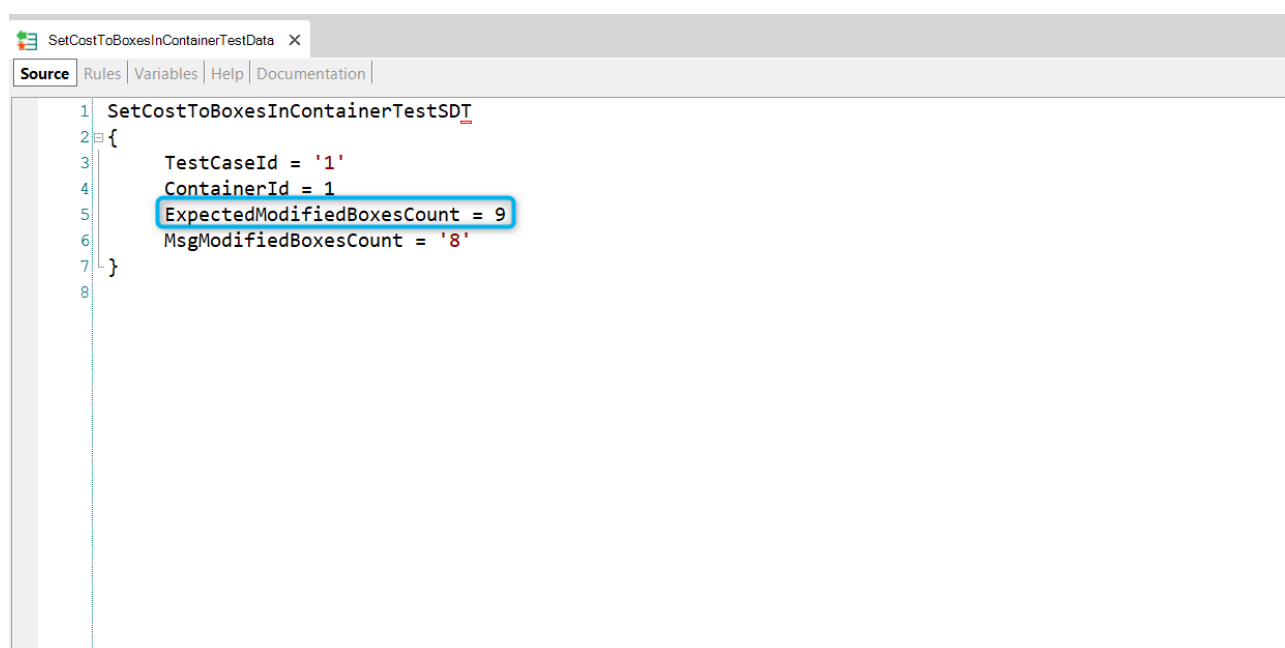 SetCostToBoxesInContainerTestData X
Source Rules Variables Help Documentation
1 SetCostToBoxesInContainerTestSDT
2 {
3 TestCaseId = '1'
4 ContainerId = 1
5 ExpectedModifiedBoxesCount = 9
6 MsgModifiedBoxesCount = '8'
7 }
8